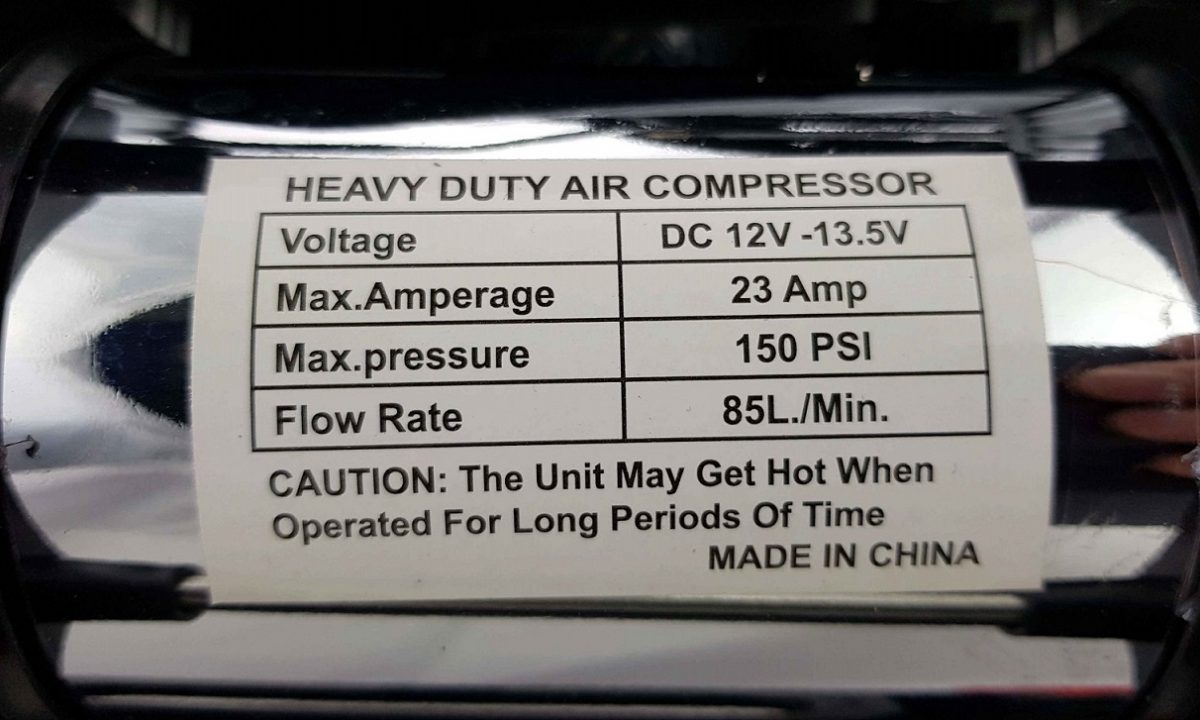 HEAVY DUTY AIR COMPRESSOR
Voltage DC 12V -13.5V
Max.Amperage 23 Amp
Max.pressure 150 PSI
Flow Rate 85L./Min.
CAUTION: The Unit May Get Hot When
Operated For Long Periods Of Time
MADE IN CHINA